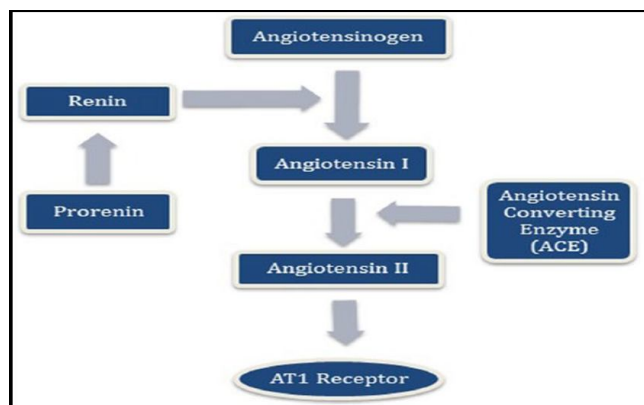 Angiotensinogen
Renin
Angiotensin I
Prorenin
Angiotensin
Converting
Enzyme
(ACE)
Angiotensin II
AT1 Receptor